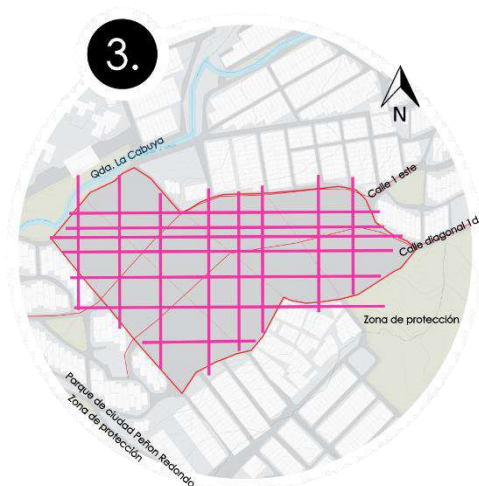 3.
N
Qda. La Cabuya
Calle 1 este
Calle diagonal 1d
Zona de protección
Parque de ciudad Peñon Redondo
Zona de protección